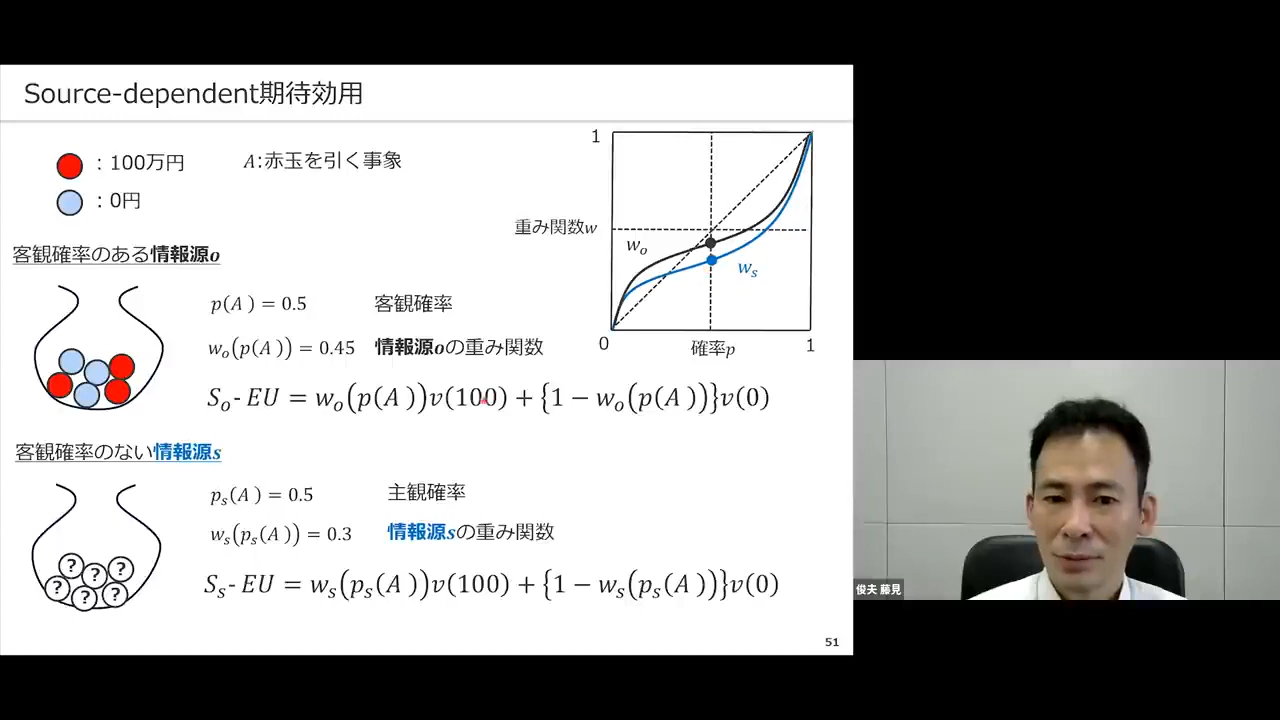 Source-dependent期待効用
：100万円
A:赤玉を引く事象
：0円
客観確率のある情報源o
p(A) = 0.5 客観確率
w_o(p(A)) = 0.45 情報源oの重み関数
S_o- EU = w_o(p(A))v(100) + {1 − w_o(p(A))}v(0)
客観確率のない情報源s
p_s(A) = 0.5 主観確率
w_s(p_s(A)) = 0.3 情報源sの重み関数
S_s- EU = w_s(p_s(A))v(100) + {1 − w_s(p_s(A))}v(0)
? ? ? ? ? ?
1
重み関数w
w_o
w_s
0 確率p 1
51
俊夫 藤見